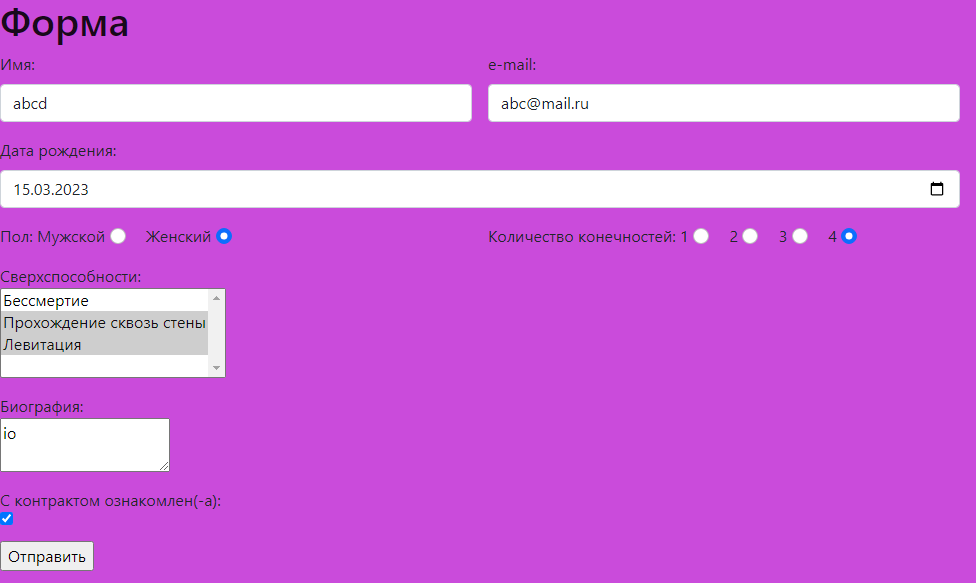 Форма
Имя: e-mail:
abcd abc@mail.ru
Дата рождения:
15.03.2023
Пол: Мужской Женский Количество конечностей: 1 2 3 4
Сверхспособности:
Бессмертие
Прохождение сквозь стены
Левитация
Биография:
io
С контрактом ознакомлен(-а):
Отправить